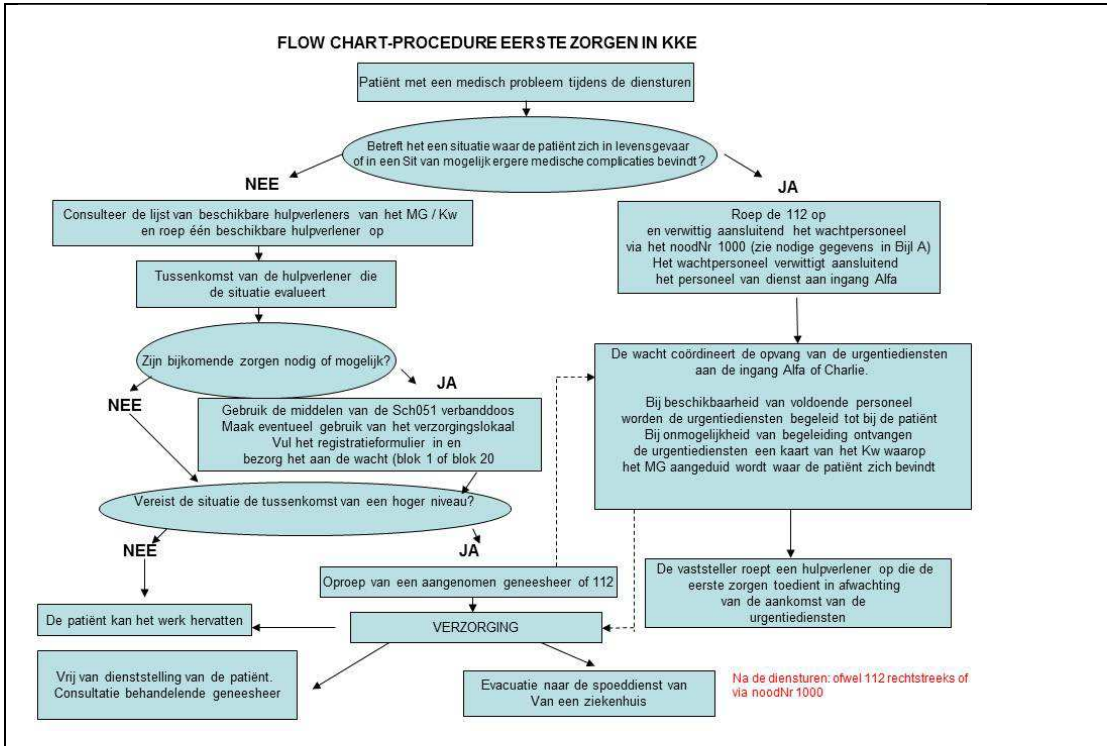 FLOW CHART-PROCEDURE EERSTE ZORGEN IN KKE
Patiënt met een medisch probleem tijdens de diensturen
Betreft het een situatie waar de patiënt zich in levensgevaar
of in een Sit van mogelijk ergere medische complicaties bevindt?
NEE
JA
Consulteer de lijst van beschikbare hulpverleners van het MG / Kw
en roep één beschikbare hulpverlener op
Roep de 112 op
en verwittig aansluitend het wachtpersoneel
via het noodNr 1000 (zie nodige gegevens in Bijl A)
Het wachtpersoneel verwittigt aansluitend
het personeel van dienst aan ingang Alfa
Tussenkomst van de hulpverlener die
de situatie evalueert
Zijn bijkomende zorgen nodig of mogelijk?
NEE
JA
Gebruik de middelen van de Sch051 verbanddoos
Maak eventueel gebruik van het verzorgingslokaal
Vul het registratieformulier in en
bezorg het aan de wacht (blok 1 of blok 20
De wacht coördineert de opvang van de urgentiediensten
aan de ingang Alfa of Charlie.
Bij beschikbaarheid van voldoende personeel
worden de urgentiediensten begeleid tot bij de patiënt
Bij onmogelijkheid van begeleiding ontvangen
de urgentiediensten een kaart van het Kw waarop
het MG aangeduid wordt waar de patiënt zich bevindt
Vereist de situatie de tussenkomst van een hoger niveau?
NEE
JA
Oproep van een aangenomen geneesheer of 112
De vaststeller roept een hulpverlener op die de
eerste zorgen toedient in afwachting
van de aankomst van de
urgentiediensten
De patiënt kan het werk hervatten
VERZORGING
Vrij van dienststelling van de patiënt.
Consultatie behandelende geneesheer
Evacuatie naar de spoeddienst van
Van een ziekenhuis
Na de diensturen: ofwel 112 rechtstreeks of
via noodNr 1000